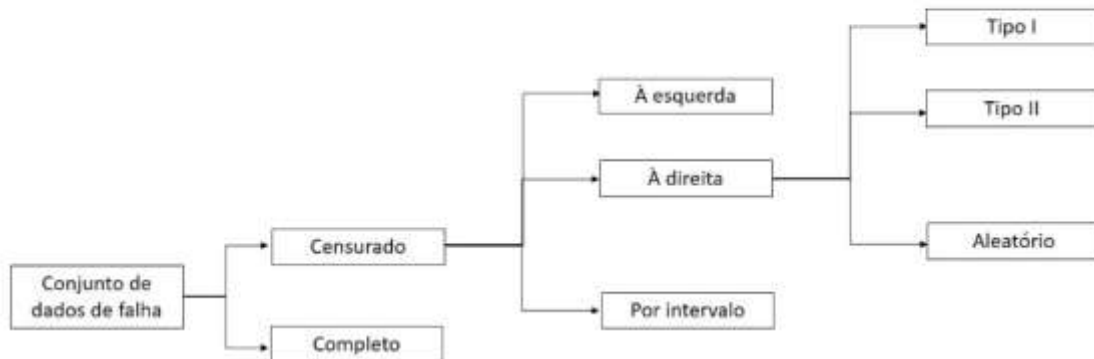 Tipo I
À esquerda
Tipo II
À direita
Censurado
Aleatório
Conjunto de
dados de falha
Por intervalo
Completo